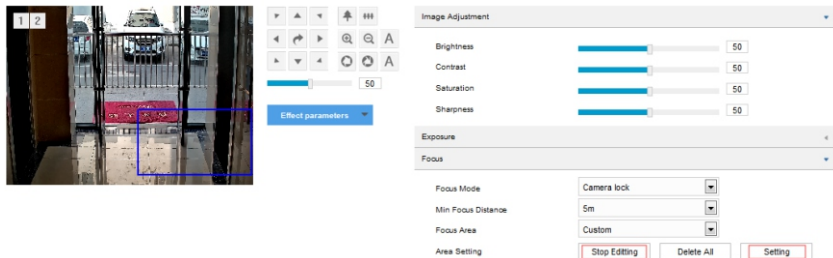 1 2
A
A
50
Effect parameters
Image Adjustment
Brightness 50
Contrast 50
Saturation 50
Sharpness 50
Exposure
Focus
Focus Mode Camera lock
Min Focus Distance 5m
Focus Area Custom
Area Setting Stop Editting Delete All Setting